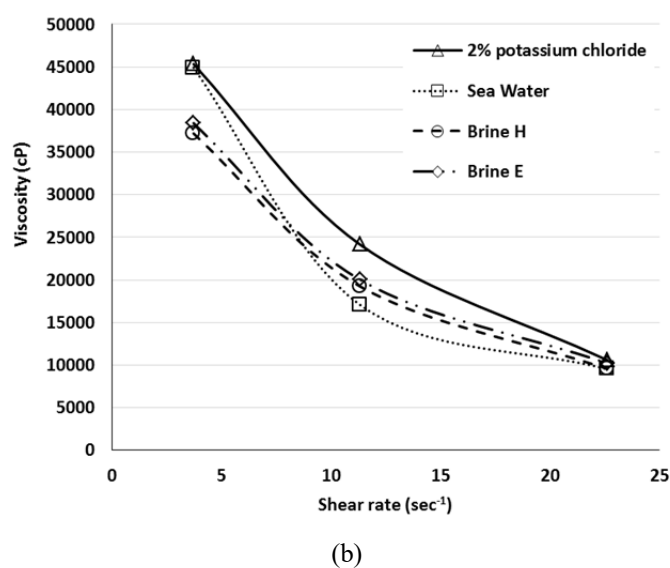 50000
45000
40000
35000
30000
25000
20000
15000
10000
5000
0
Viscosity (cP)
2% potassium chloride
Sea Water
Brine H
Brine E
0 5 10 15 20 25
Shear rate (sec⁻¹)
(b)